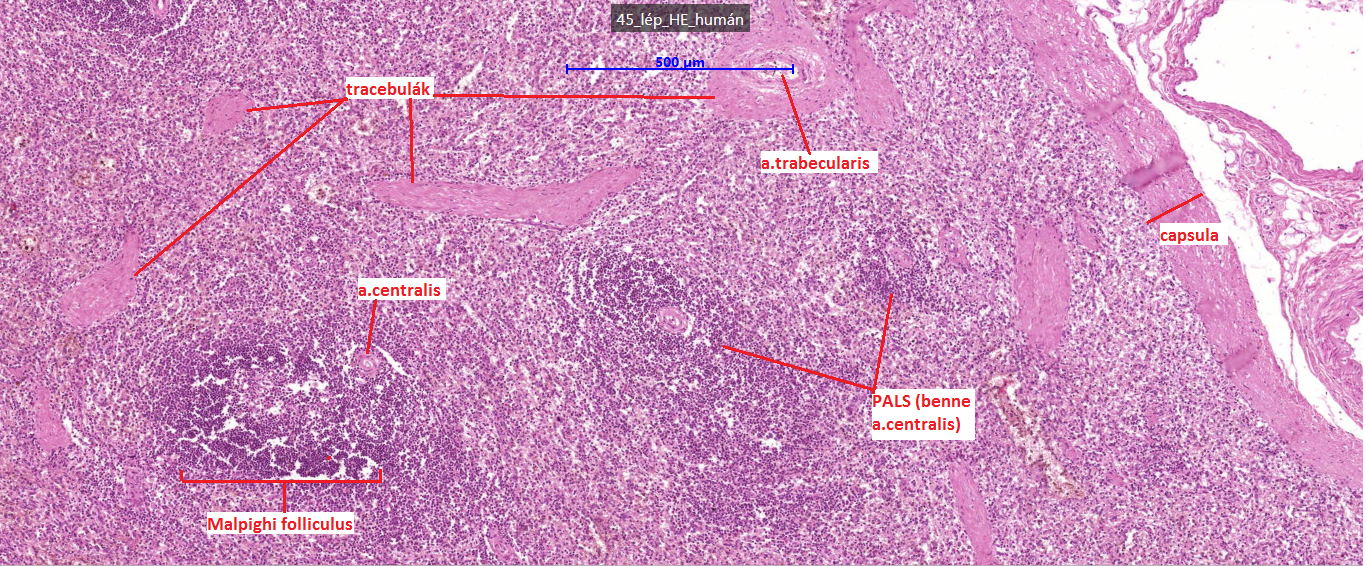 45_lép_HE_humán
500 µm
tracebulák
a.trabecularis
capsula
a.centralis
PALS (benne
a.centralis)
Malpighi folliculus